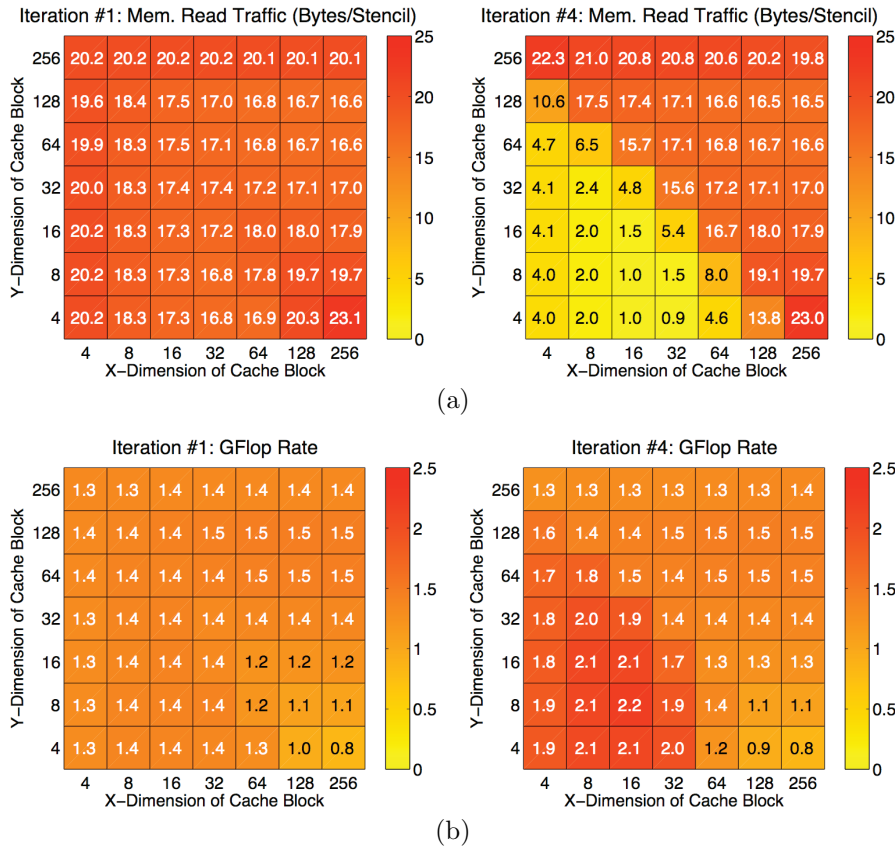 Iteration #1: Mem. Read Traffic (Bytes/Stencil)
Y−Dimension of Cache Block
256 20.2 20.2 20.2 20.2 20.1 20.1 20.1
128 19.6 18.4 17.5 17.0 16.8 16.7 16.6
64 19.9 18.3 17.5 17.1 16.8 16.7 16.6
32 20.0 18.3 17.4 17.4 17.2 17.1 17.0
16 20.2 18.3 17.3 17.2 18.0 18.0 17.9
8 20.2 18.3 17.3 16.8 17.8 19.7 19.7
4 20.2 18.3 17.3 16.8 16.9 20.3 23.1
4 8 16 32 64 128 256
X−Dimension of Cache Block
25
20
15
10
5
0
Iteration #4: Mem. Read Traffic (Bytes/Stencil)
Y−Dimension of Cache Block
256 22.3 21.0 20.8 20.8 20.6 20.2 19.8
128 10.6 17.5 17.4 17.1 16.6 16.5 16.5
64 4.7 6.5 15.7 17.1 16.8 16.7 16.6
32 4.1 2.4 4.8 15.6 17.2 17.1 17.0
16 4.1 2.0 1.5 5.4 16.7 18.0 17.9
8 4.0 2.0 1.0 1.5 8.0 19.1 19.7
4 4.0 2.0 1.0 0.9 4.6 13.8 23.0
4 8 16 32 64 128 256
X−Dimension of Cache Block
25
20
15
10
5
0
(a)
Iteration #1: GFlop Rate
Y−Dimension of Cache Block
256 1.3 1.3 1.4 1.4 1.4 1.4 1.4
128 1.4 1.4 1.4 1.5 1.5 1.5 1.5
64 1.4 1.4 1.4 1.4 1.5 1.5 1.5
32 1.3 1.4 1.4 1.4 1.4 1.4 1.4
16 1.3 1.4 1.4 1.4 1.2 1.2 1.2
8 1.3 1.4 1.4 1.4 1.2 1.1 1.1
4 1.3 1.4 1.4 1.4 1.3 1.0 0.8
4 8 16 32 64 128 256
X−Dimension of Cache Block
2.5
2
1.5
1
0.5
0
Iteration #4: GFlop Rate
Y−Dimension of Cache Block
256 1.3 1.3 1.3 1.3 1.3 1.3 1.4
128 1.6 1.4 1.4 1.5 1.5 1.5 1.5
64 1.7 1.8 1.5 1.4 1.5 1.5 1.5
32 1.8 2.0 1.9 1.4 1.4 1.4 1.4
16 1.8 2.1 2.1 1.7 1.3 1.3 1.3
8 1.9 2.1 2.2 1.9 1.4 1.1 1.1
4 1.9 2.1 2.1 2.0 1.2 0.9 0.8
4 8 16 32 64 128 256
X−Dimension of Cache Block
2.5
2
1.5
1
0.5
0
(b)